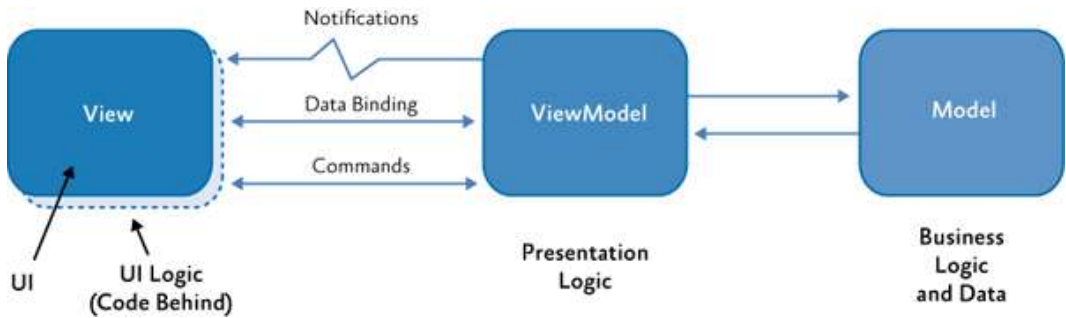 Notifications
View
Data Binding
ViewModel
Model
Commands
UI
UI Logic
(Code Behind)
Presentation
Logic
Business
Logic
and Data